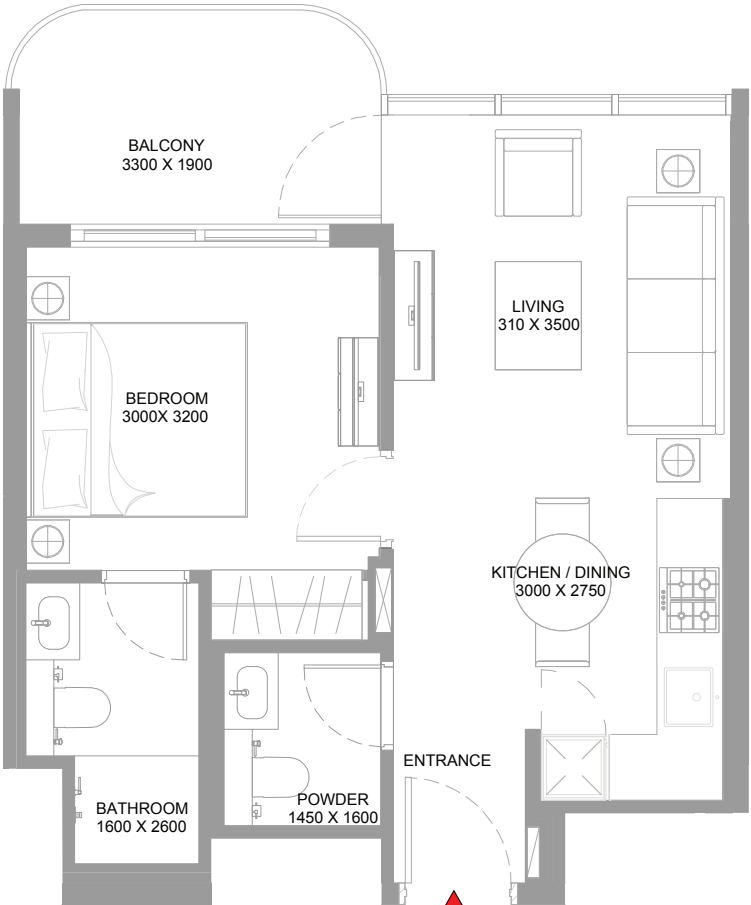 BALCONY
3300 X 1900
LIVING
310 X 3500
BEDROOM
3000X 3200
KITCHEN / DINING
3000 X 2750
ENTRANCE
BATHROOM
1600 X 2600
POWDER
1450 X 1600